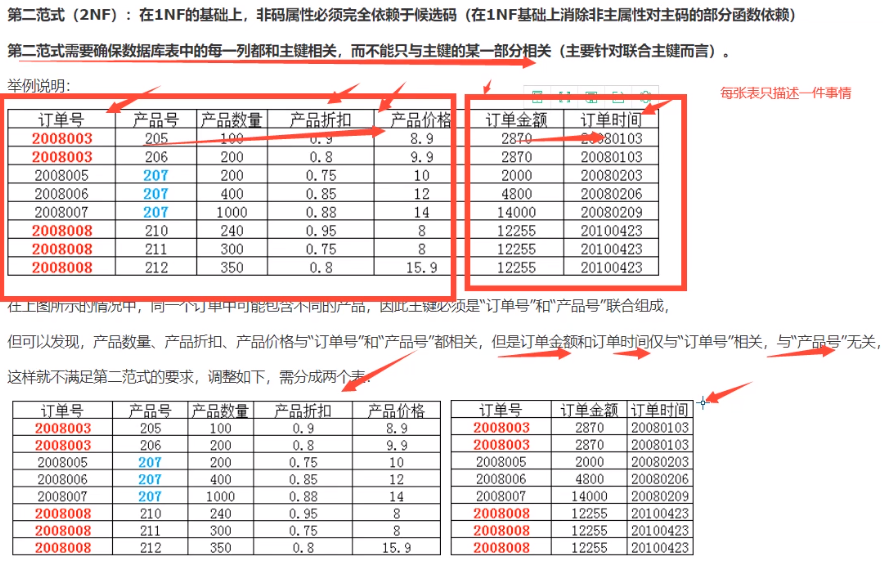 第二范式（2NF）：在1NF的基础上，非码属性必须完全依赖于候选码（在1NF基础上消除非主属性对主码的部分函数依赖）
第二范式需要确保数据库表中的每一列都和主键相关，而不能只与主键的某一部分相关（主要针对联合主键而言）。
举例说明：
每张表只描述一件事情
订单号 产品号 产品数量 产品折扣 产品价格 订单金额 订单时间
2008003 205 100 0.9 8.9 2870 20080103
2008003 206 200 0.8 9.9 2870 20080103
2008005 207 200 0.75 10 2000 20080203
2008006 207 400 0.85 12 4800 20080206
2008007 207 1000 0.88 14 14000 20080209
2008008 210 240 0.95 8 12255 20100423
2008008 211 300 0.75 8 12255 20100423
2008008 212 350 0.8 15.9 12255 20100423
在上图所示的情况中，同一个订单中可能包含不同的产品，因此主键必须是“订单号”和“产品号”联合组成，
但可以发现，产品数量、产品折扣、产品价格与“订单号”和“产品号”都相关，但是订单金额和订单时间仅与“订单号”相关，与“产品号”无关，
这样就不满足第二范式的要求，调整如下，需分成两个表：
订单号 产品号 产品数量 产品折扣 产品价格 订单号 订单金额 订单时间
2008003 205 100 0.9 8.9 2008003 2870 20080103
2008003 206 200 0.8 9.9 2008003 2870 20080103
2008005 207 200 0.75 10 2008005 2000 20080203
2008006 207 400 0.85 12 2008006 4800 20080206
2008007 207 1000 0.88 14 2008007 14000 20080209
2008008 210 240 0.95 8 2008008 12255 20100423
2008008 211 300 0.75 8 2008008 12255 20100423
2008008 212 350 0.8 15.9 2008008 12255 20100423